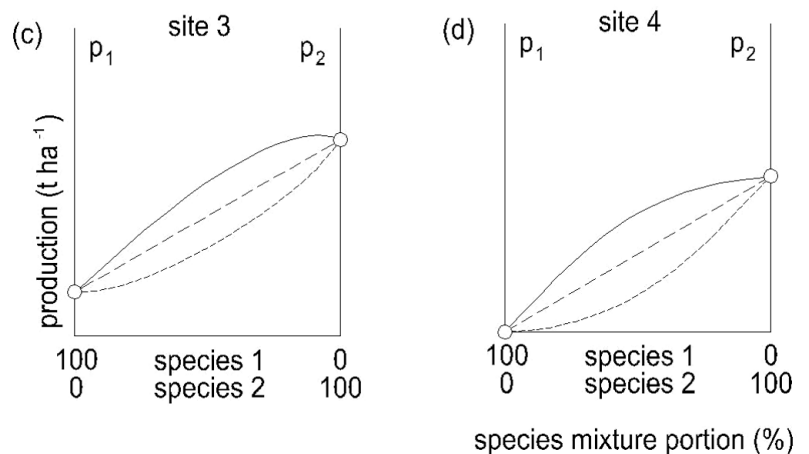 (c) site 3
p1 p2
production (t ha -1)
100 species 1 0
0 species 2 100
(d) site 4
p1 p2
100 species 1 0
0 species 2 100
species mixture portion (%)